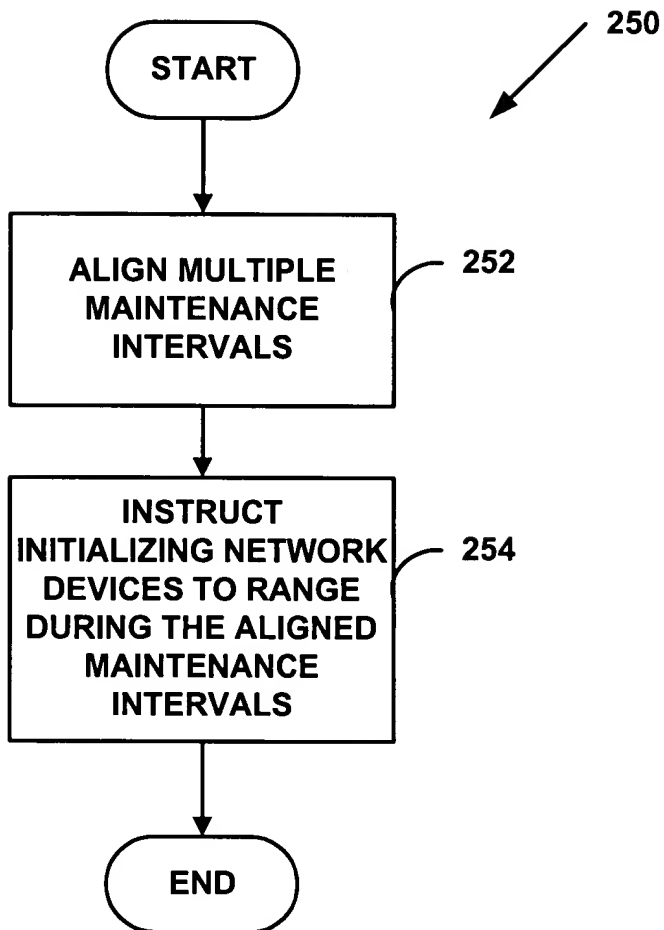 250
START
ALIGN MULTIPLE
MAINTENANCE
INTERVALS
252
INSTRUCT
INITIALIZING NETWORK
DEVICES TO RANGE
DURING THE ALIGNED
MAINTENANCE
INTERVALS
254
END